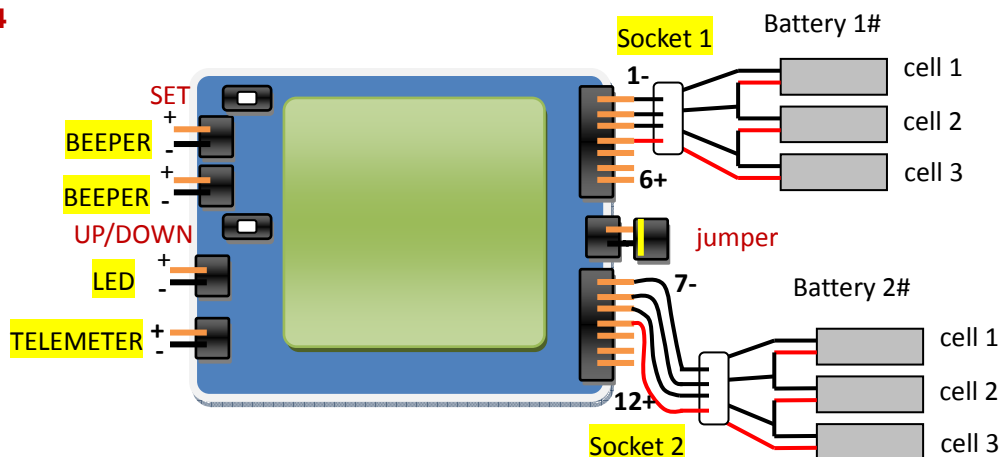 4
Socket 1
Battery 1#
1-
cell 1
SET
+
BEEPER
-
cell 2
+
BEEPER
-
6+
cell 3
UP/DOWN
jumper
+
LED
-
7-
Battery 2#
TELEMETER
+
-
cell 1
12+
cell 2
Socket 2
cell 3